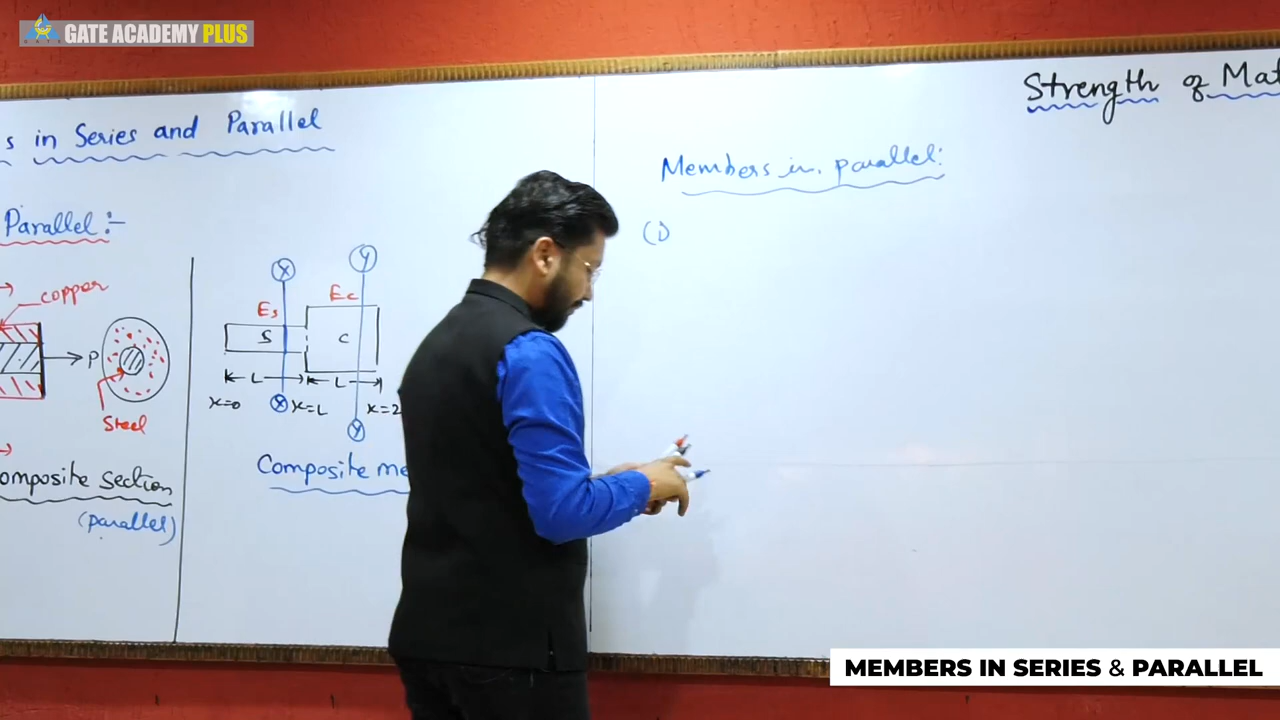 GATE ACADEMY PLUS
s in Series and Parallel
Parallel:-
copper
P
Steel
omposite section
(parallel)
x
y
Es
Ec
S
C
L
L
x=0
x
x=L
x=2
y
Composite me
Strength of Mat
Members in parallel:
(1)
MEMBERS IN SERIES & PARALLEL